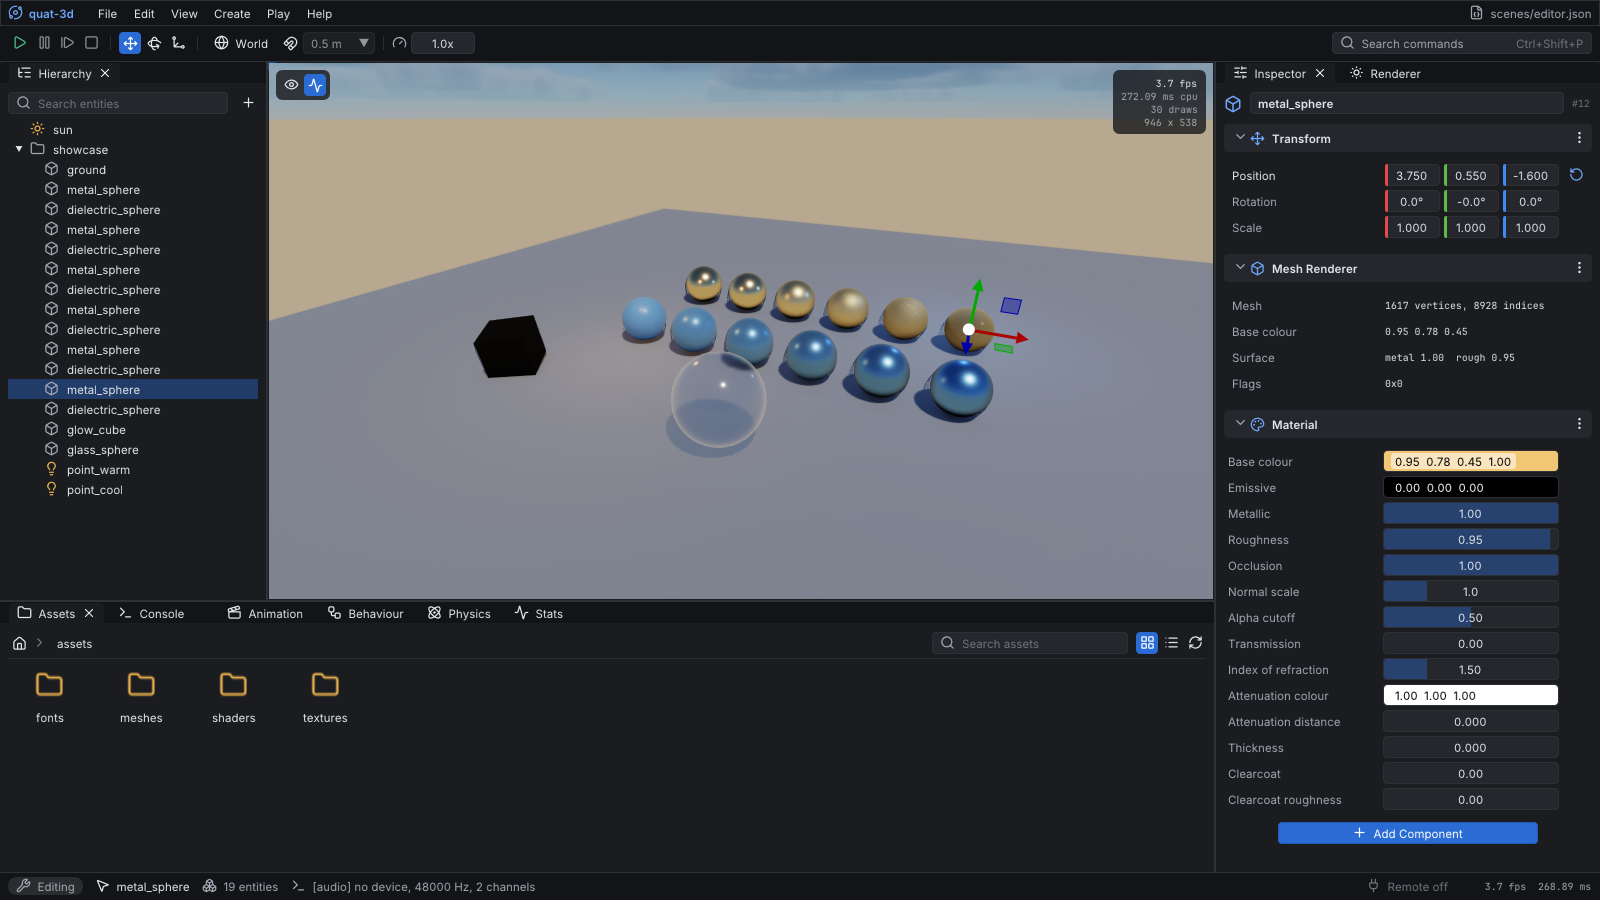 quat-3d File Edit View Create Play Help scenes/editor.json
World 0.5 m 1.0x Search commands Ctrl+Shift+P
Hierarchy
Search entities
sun
showcase
ground
metal_sphere
dielectric_sphere
metal_sphere
dielectric_sphere
metal_sphere
dielectric_sphere
metal_sphere
dielectric_sphere
metal_sphere
dielectric_sphere
metal_sphere
dielectric_sphere
glow_cube
glass_sphere
point_warm
point_cool
3.7 fps
272.09 ms cpu
30 draws
946 x 538
Inspector Renderer
metal_sphere #12
Transform
Position 3.750 0.550 -1.600
Rotation 0.0° -0.0° 0.0°
Scale 1.000 1.000 1.000
Mesh Renderer
Mesh 1617 vertices, 8928 indices
Base colour 0.95 0.78 0.45
Surface metal 1.00 rough 0.95
Flags 0x0
Material
Base colour 0.95 0.78 0.45 1.00
Emissive 0.00 0.00 0.00
Metallic 1.00
Roughness 0.95
Occlusion 1.00
Normal scale 1.0
Alpha cutoff 0.50
Transmission 0.00
Index of refraction 1.50
Attenuation colour 1.00 1.00 1.00
Attenuation distance 0.000
Thickness 0.000
Clearcoat 0.00
Clearcoat roughness 0.00
Add Component
Assets Console Animation Behaviour Physics Stats
assets Search assets
fonts meshes shaders textures
Editing metal_sphere 19 entities [audio] no device, 48000 Hz, 2 channels Remote off 3.7 fps 268.89 ms